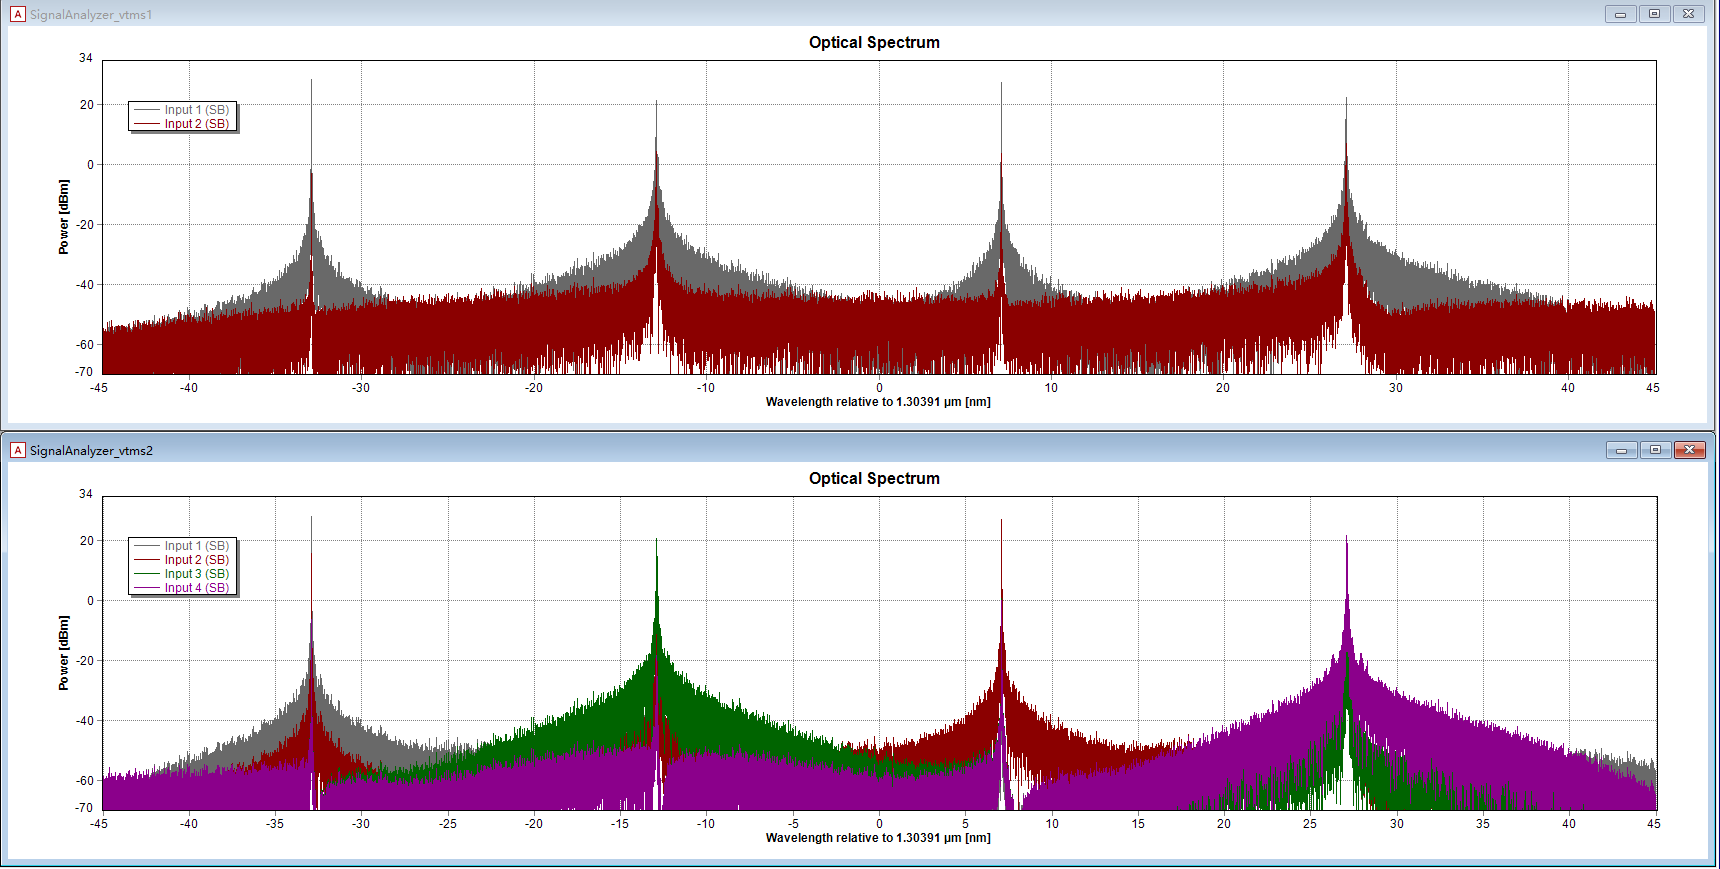 A SignalAnalyzer_vtms1
Optical Spectrum
34
20
0
-20
-40
-60
-70
Power [dBm]
Input 1 (SB)
Input 2 (SB)
-45 -40 -30 -20 -10 0 10 20 30 40 45
Wavelength relative to 1.30391 µm [nm]
A SignalAnalyzer_vtms2
Optical Spectrum
34
20
0
-20
-40
-60
-70
Power [dBm]
Input 1 (SB)
Input 2 (SB)
Input 3 (SB)
Input 4 (SB)
-45 -40 -35 -30 -25 -20 -15 -10 -5 0 5 10 15 20 25 30 35 40 45
Wavelength relative to 1.30391 µm [nm]